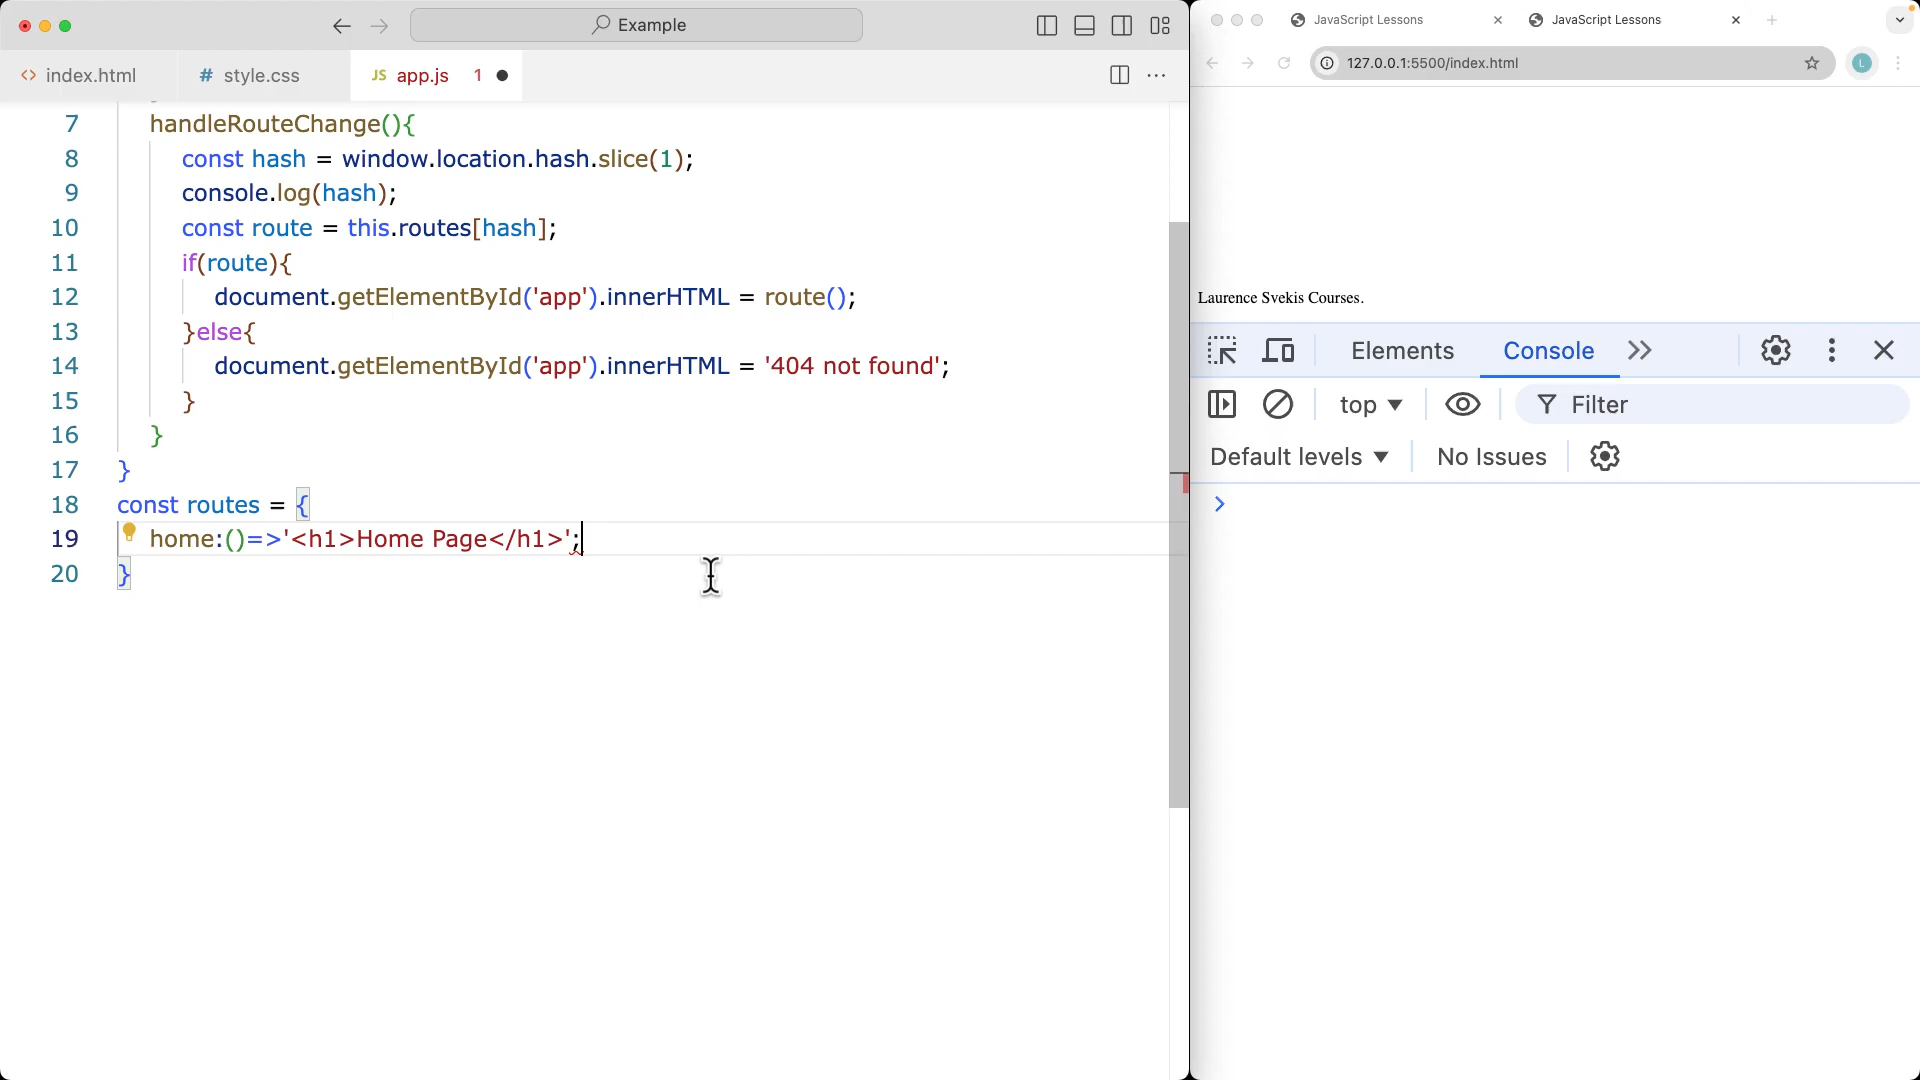 Example
index.html
# style.css
JS app.js 1
7 handleRouteChange(){
8 const hash = window.location.hash.slice(1);
9 console.log(hash);
10 const route = this.routes[hash];
11 if(route){
12 document.getElementById('app').innerHTML = route();
13 }else{
14 document.getElementById('app').innerHTML = '404 not found';
15 }
16 }
17 }
18 const routes = {
19 home:()=>'<h1>Home Page</h1>';
20 }
JavaScript Lessons
JavaScript Lessons
127.0.0.1:5500/index.html
L
Laurence Svekis Courses.
Elements Console
top Filter
Default levels No Issues